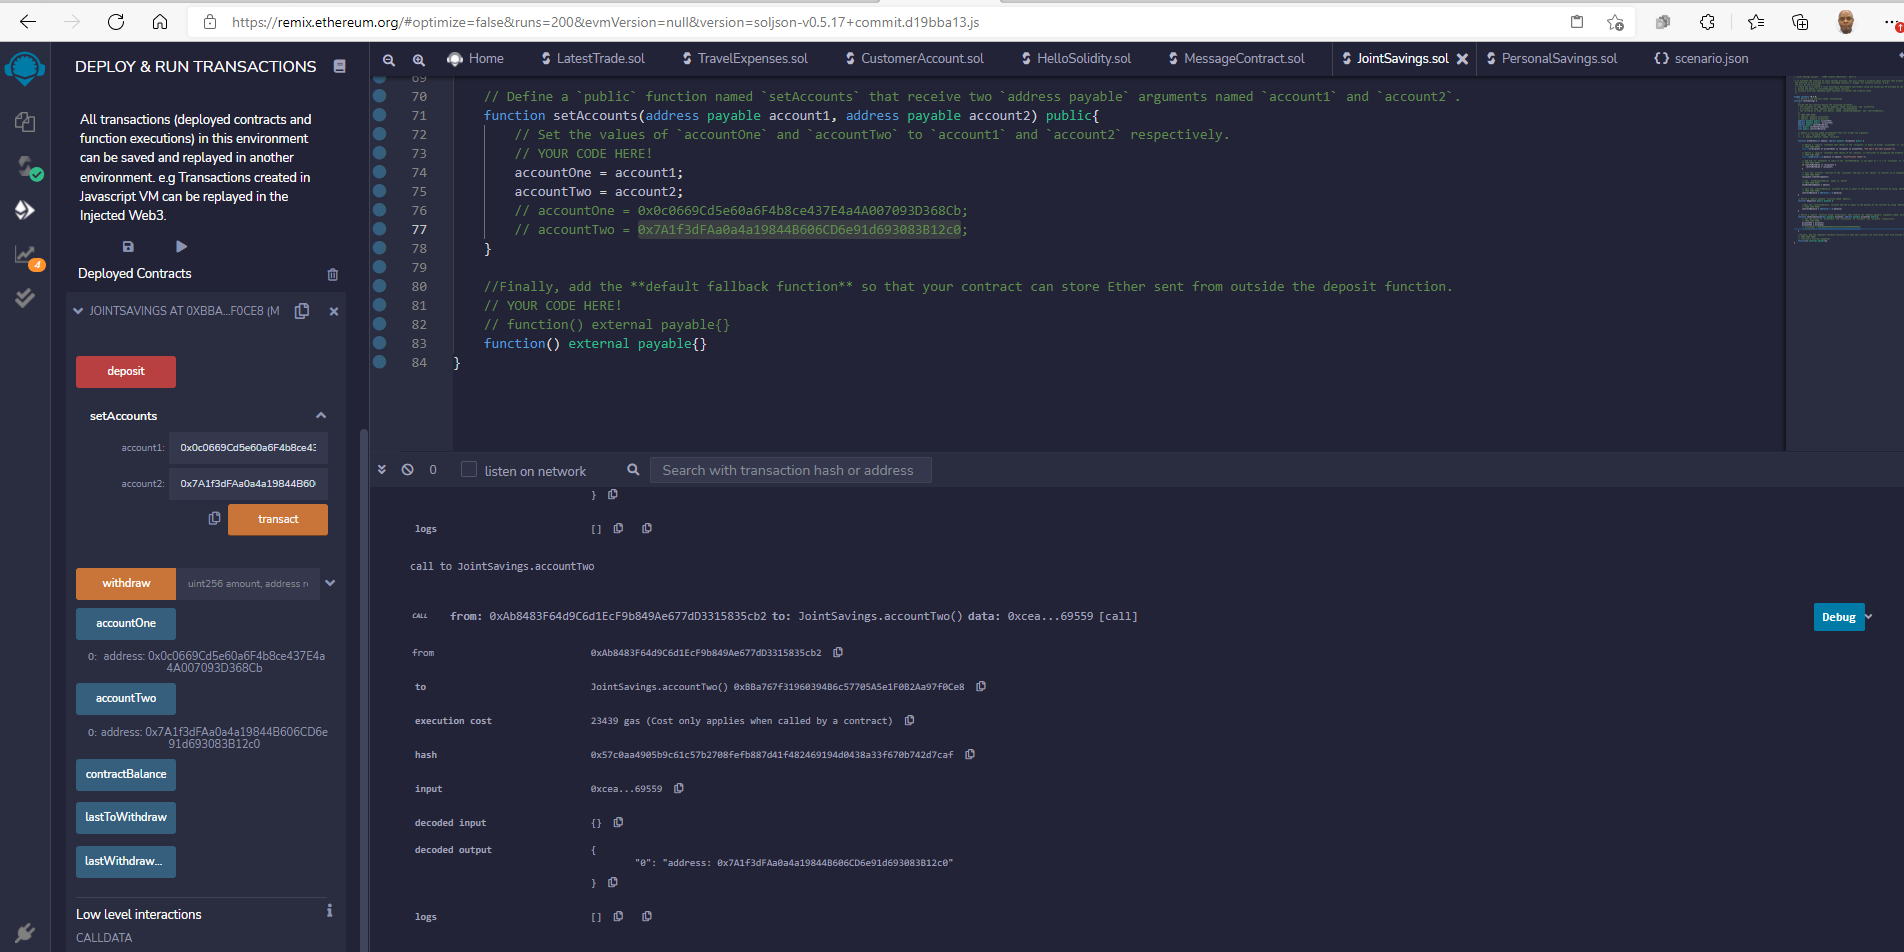 https://remix.ethereum.org/#optimize=false&runs=200&evmVersion=null&version=soljson-v0.5.17+commit.d19bba13.js
DEPLOY & RUN TRANSACTIONS
All transactions (deployed contracts and
function executions) in this environment
can be saved and replayed in another
environment. e.g Transactions created in
Javascript VM can be replayed in the
Injected Web3.
4
Deployed Contracts
JOINTSAVINGS AT 0XBBA...F0CE8 (M
deposit
setAccounts
account1: 0x0c0669Cd5e60a6F4b8ce43
account2: 0x7A1f3dFAa0a4a19844B60
transact
withdraw uint256 amount, address r
accountOne
0: address: 0x0c0669Cd5e60a6F4b8ce437E4a
4A007093D368Cb
accountTwo
0: address: 0x7A1f3dFAa0a4a19844B606CD6e
91d693083B12c0
contractBalance
lastToWithdraw
lastWithdraw...
Low level interactions
CALLDATA
Home LatestTrade.sol TravelExpenses.sol CustomerAccount.sol HelloSolidity.sol MessageContract.sol JointSavings.sol PersonalSavings.sol scenario.json
69
70 // Define a `public` function named `setAccounts` that receive two `address payable` arguments named `account1` and `account2`.
71 function setAccounts(address payable account1, address payable account2) public{
72 // Set the values of `accountOne` and `accountTwo` to `account1` and `account2` respectively.
73 // YOUR CODE HERE!
74 accountOne = account1;
75 accountTwo = account2;
76 // accountOne = 0x0c0669Cd5e60a6F4b8ce437E4a4A007093D368Cb;
77 // accountTwo = 0x7A1f3dFAa0a4a19844B606CD6e91d693083B12c0;
78 }
79
80 //Finally, add the **default fallback function** so that your contract can store Ether sent from outside the deposit function.
81 // YOUR CODE HERE!
82 // function() external payable{}
83 function() external payable{}
84 }
0 listen on network Search with transaction hash or address
}
logs []
call to JointSavings.accountTwo
CALL from: 0xAb8483F64d9C6d1EcF9b849Ae677dD3315835cb2 to: JointSavings.accountTwo() data: 0xcea...69559 [call]
Debug
from 0xAb8483F64d9C6d1EcF9b849Ae677dD3315835cb2
to JointSavings.accountTwo() 0xBBa767f31960394B6c57705A5e1F0B2Aa97f0Ce8
execution cost 23439 gas (Cost only applies when called by a contract)
hash 0x57c0aa4905b9c61c57b2708fefb887d41f482469194d0438a33f670b742d7caf
input 0xcea...69559
decoded input {}
decoded output {
"0": "address: 0x7A1f3dFAa0a4a19844B606CD6e91d693083B12c0"
}
logs []